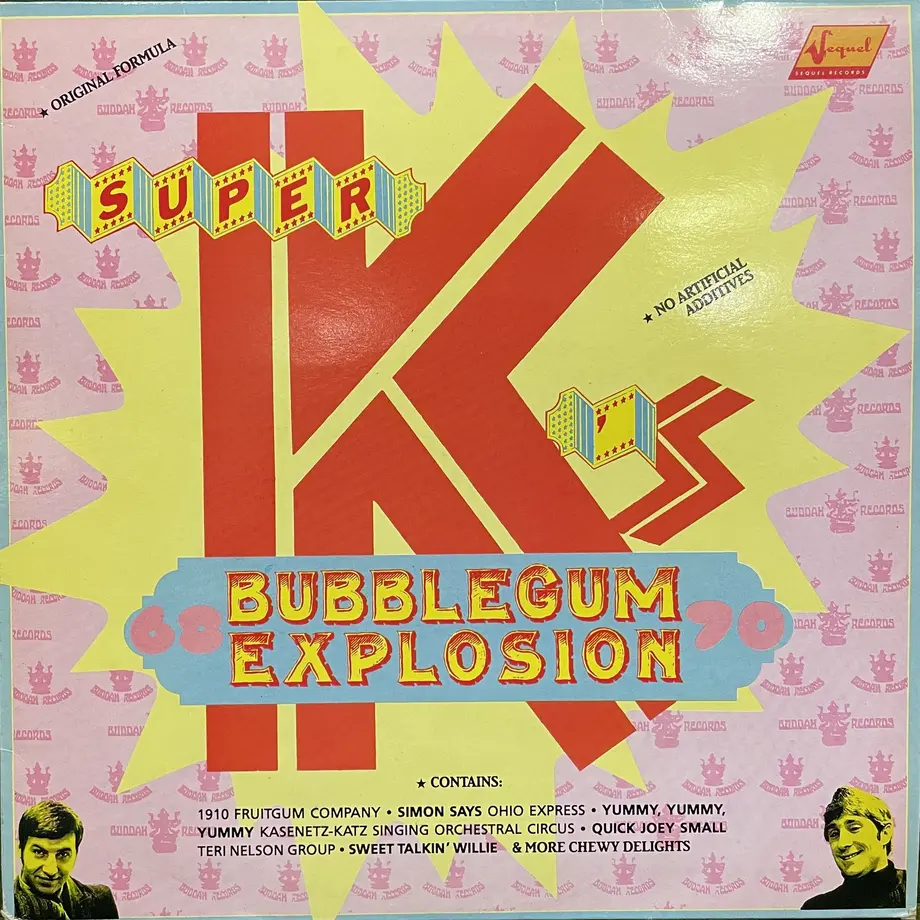 ★ ORIGINAL FORMULA
Sequel
SEQUEL RECORDS
BUDDAH RECORDS
SUPER
K's
★ NO ARTIFICIAL
ADDITIVES
68 BUBBLEGUM 70
EXPLOSION
★ CONTAINS:
1910 FRUITGUM COMPANY • SIMON SAYS OHIO EXPRESS • YUMMY, YUMMY,
YUMMY KASENETZ-KATZ SINGING ORCHESTRAL CIRCUS • QUICK JOEY SMALL
TERI NELSON GROUP • SWEET TALKIN' WILLIE & MORE CHEWY DELIGHTS